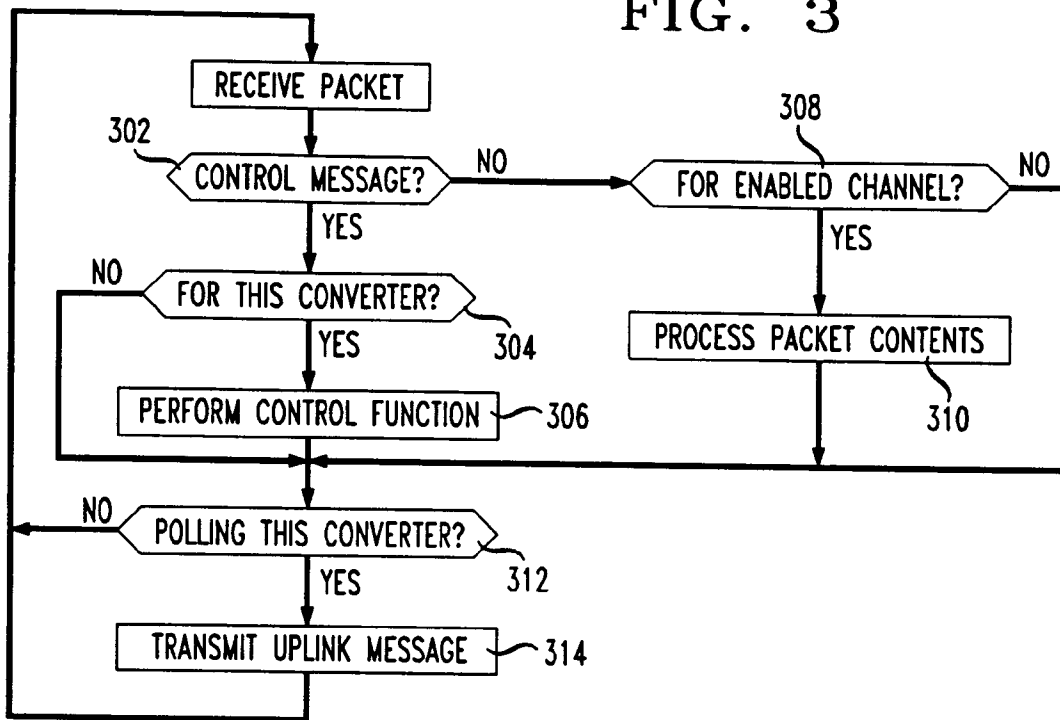 FIG. 3
RECEIVE PACKET
302
CONTROL MESSAGE?
NO
308
FOR ENABLED CHANNEL?
NO
YES
YES
NO
FOR THIS CONVERTER?
304
YES
PROCESS PACKET CONTENTS
310
PERFORM CONTROL FUNCTION
306
NO
POLLING THIS CONVERTER?
312
YES
TRANSMIT UPLINK MESSAGE
314